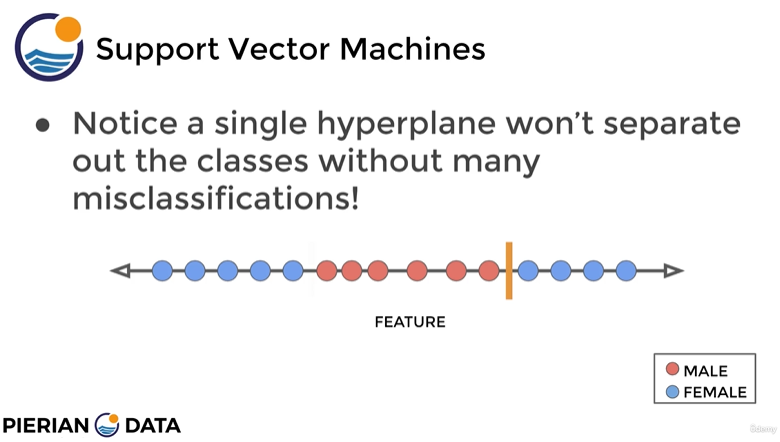 Support Vector Machines
● Notice a single hyperplane won't separate
out the classes without many
misclassifications!
FEATURE
MALE
FEMALE
PIERIAN DATA
Udemy